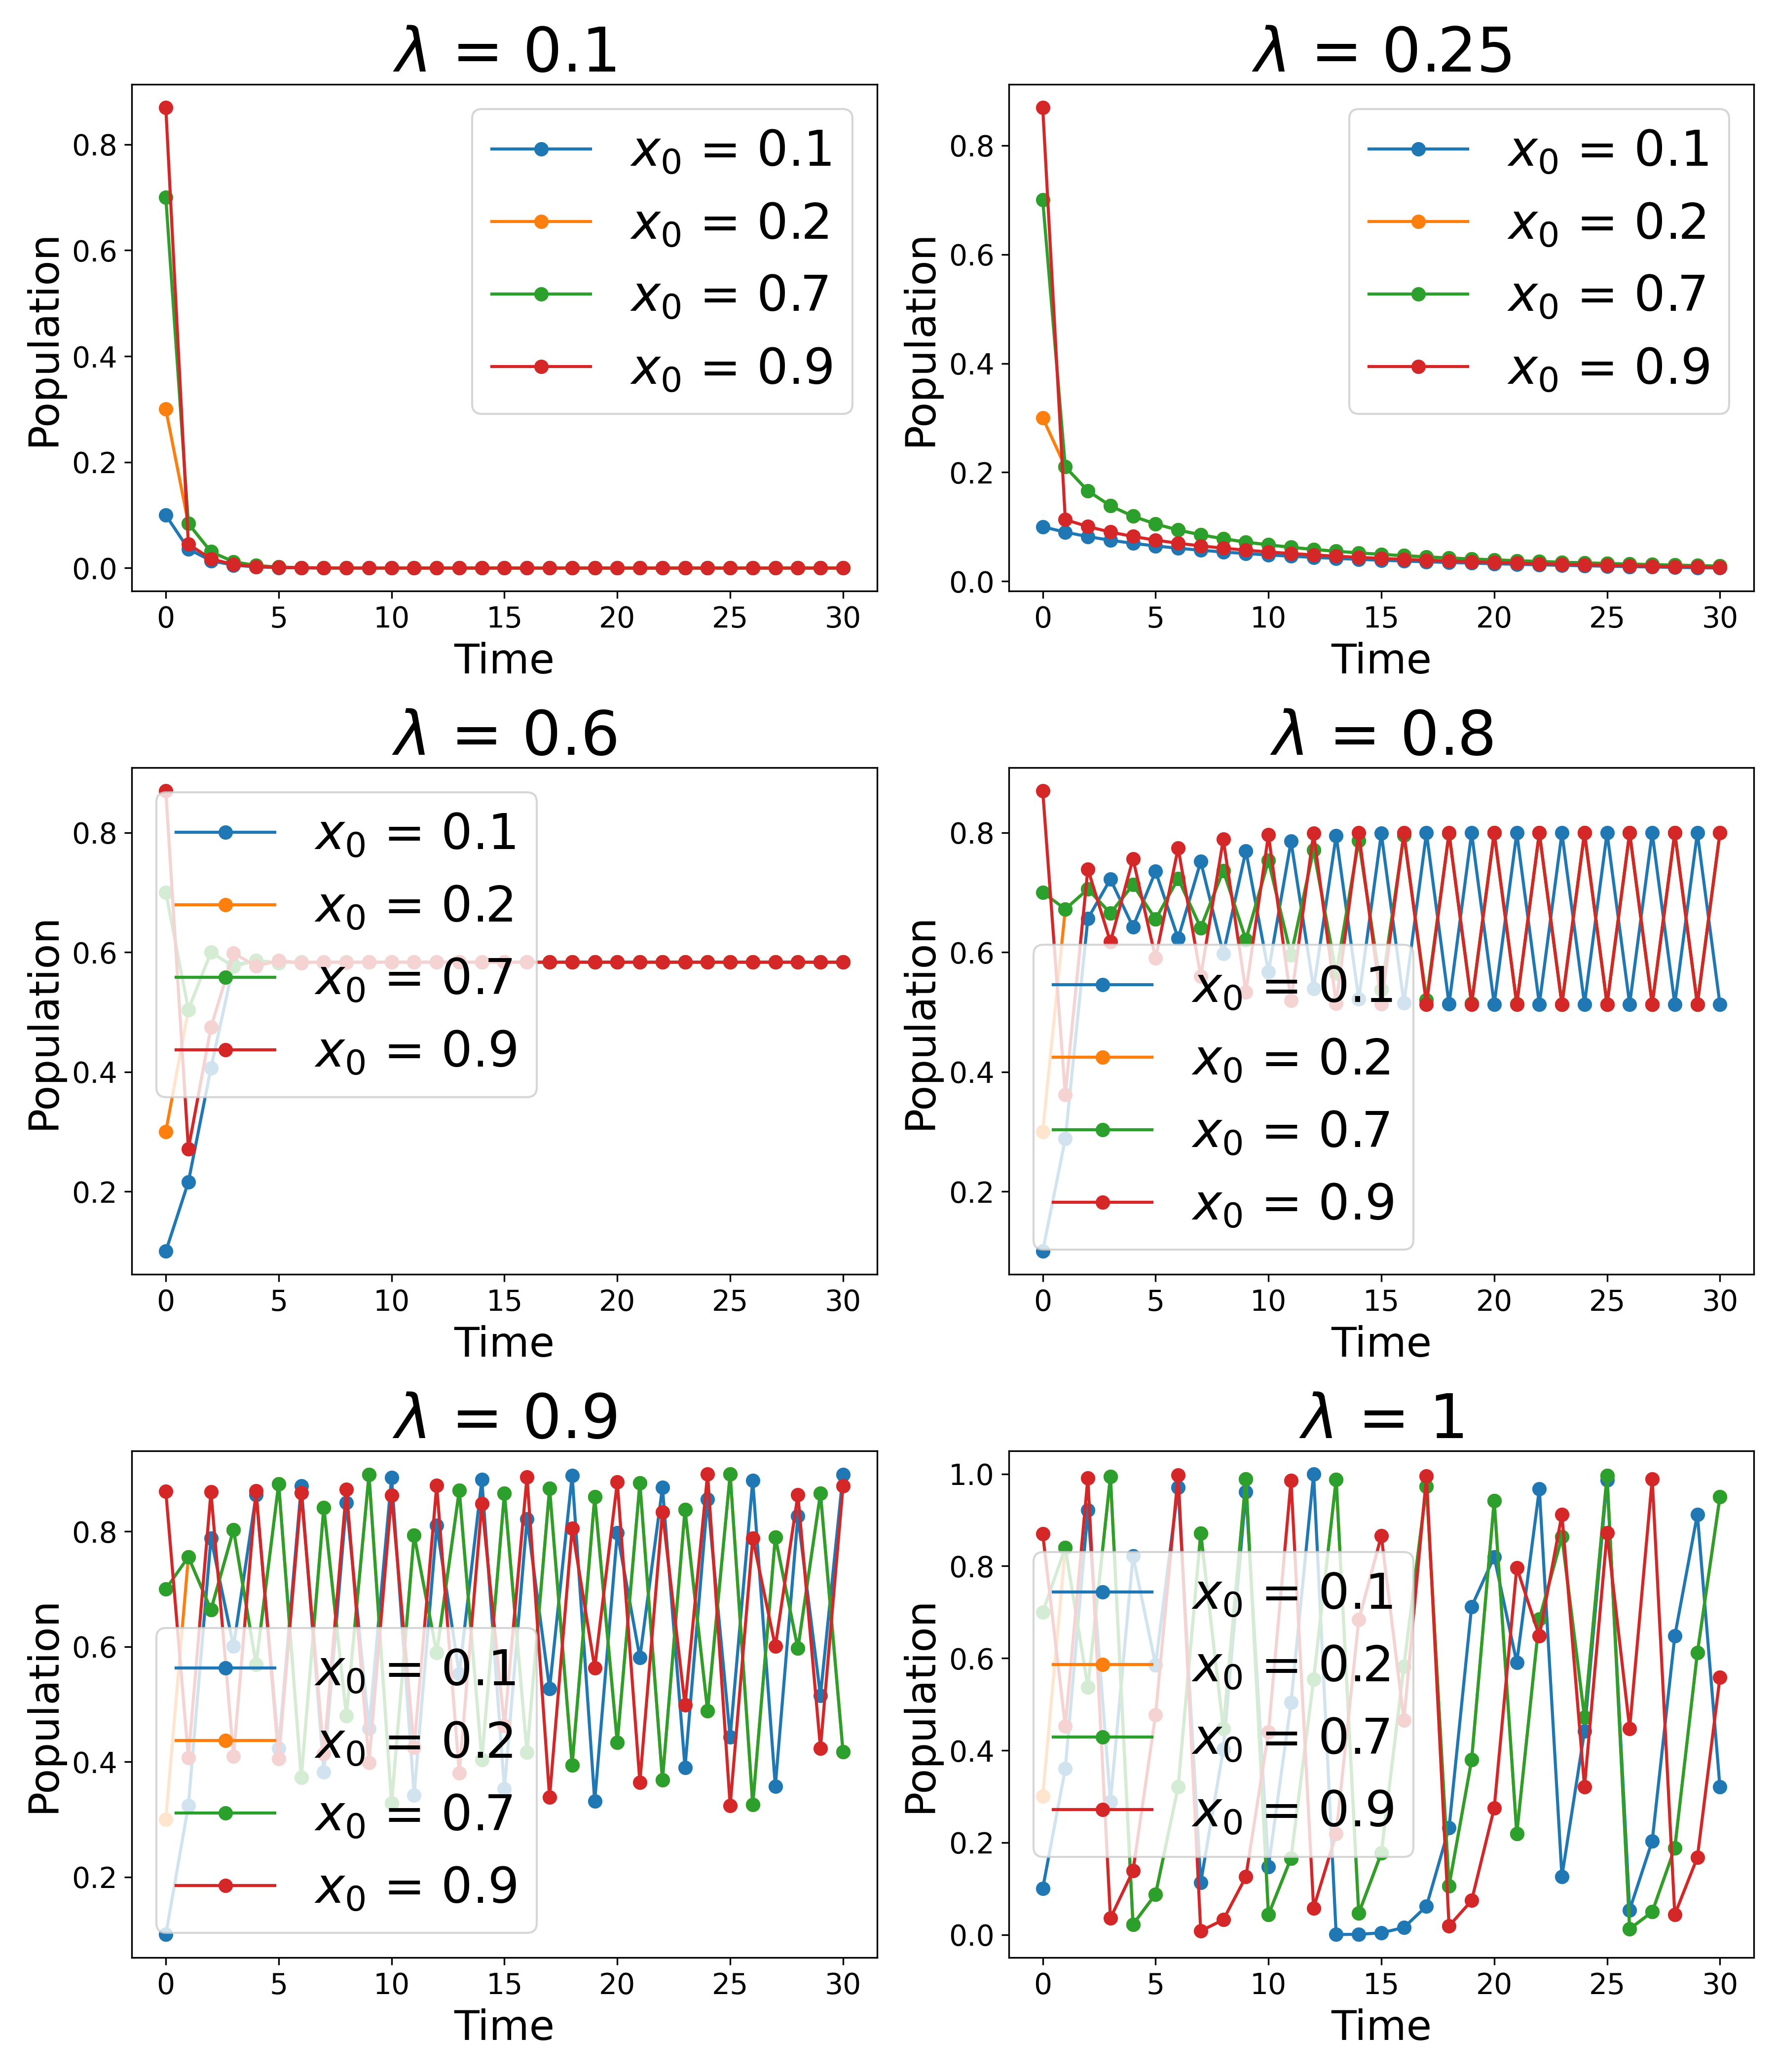 λ = 0.1
Population
0.8
0.6
0.4
0.2
0.0
x₀ = 0.1
x₀ = 0.2
x₀ = 0.7
x₀ = 0.9
0 5 10 15 20 25 30
Time
λ = 0.25
Population
0.8
0.6
0.4
0.2
0.0
x₀ = 0.1
x₀ = 0.2
x₀ = 0.7
x₀ = 0.9
0 5 10 15 20 25 30
Time
λ = 0.6
Population
0.8
0.6
0.4
0.2
x₀ = 0.1
x₀ = 0.2
x₀ = 0.7
x₀ = 0.9
0 5 10 15 20 25 30
Time
λ = 0.8
Population
0.8
0.6
0.4
0.2
x₀ = 0.1
x₀ = 0.2
x₀ = 0.7
x₀ = 0.9
0 5 10 15 20 25 30
Time
λ = 0.9
Population
0.8
0.6
0.4
0.2
x₀ = 0.1
x₀ = 0.2
x₀ = 0.7
x₀ = 0.9
0 5 10 15 20 25 30
Time
λ = 1
Population
1.0
0.8
0.6
0.4
0.2
0.0
x₀ = 0.1
x₀ = 0.2
x₀ = 0.7
x₀ = 0.9
0 5 10 15 20 25 30
Time